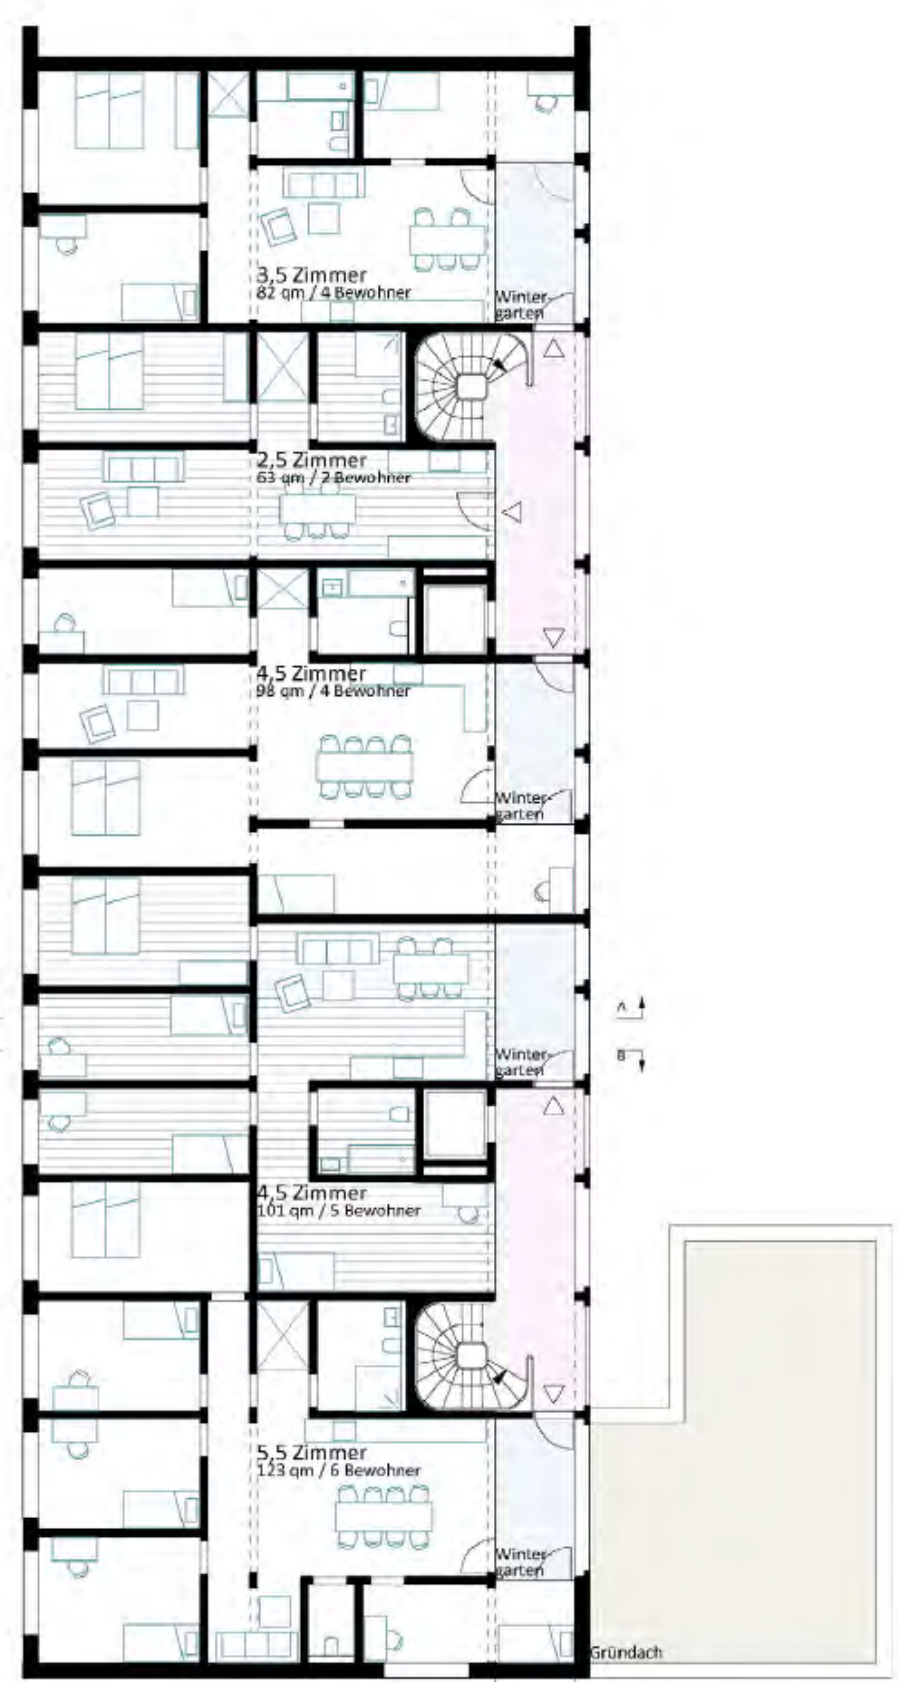 3,5 Zimmer
82 qm / 4 Bewohner
Winter-
garten
2,5 Zimmer
63 qm / 2 Bewohner
4,5 Zimmer
98 qm / 4 Bewohner
Winter-
garten
A
B
Winter-
garten
4,5 Zimmer
101 qm / 5 Bewohner
5,5 Zimmer
123 qm / 6 Bewohner
Winter-
garten
Gründach